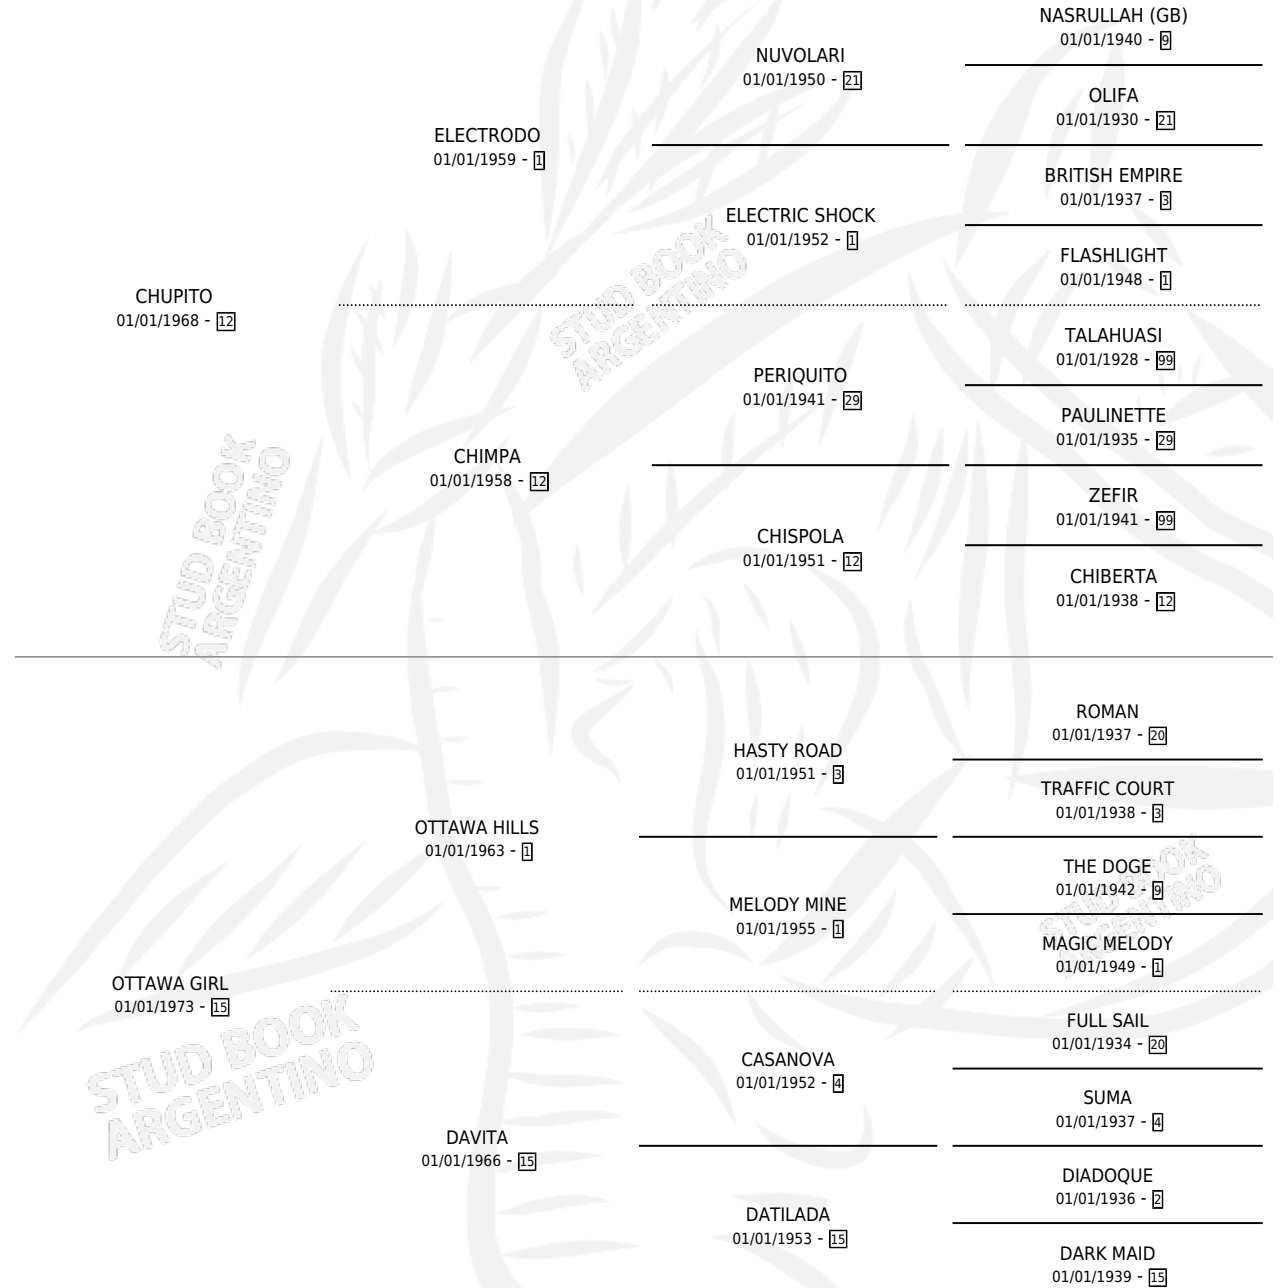 NASRULLAH (GB)
01/01/1940 - 9
NUVOLARI
01/01/1950 - 21
OLIFA
01/01/1930 - 21
ELECTRODO
01/01/1959 - 1
BRITISH EMPIRE
01/01/1937 - 3
ELECTRIC SHOCK
01/01/1952 - 1
FLASHLIGHT
01/01/1948 - 1
CHUPITO
01/01/1968 - 12
TALAHUASI
01/01/1928 - 99
PERIQUITO
01/01/1941 - 29
PAULINETTE
01/01/1935 - 29
CHIMPA
01/01/1958 - 12
ZEFIR
01/01/1941 - 99
CHISPOLA
01/01/1951 - 12
CHIBERTA
01/01/1938 - 12
STUD BOOK
ARGENTINO
STUD BOOK
ARGENTINO
ROMAN
01/01/1937 - 20
HASTY ROAD
01/01/1951 - 3
TRAFFIC COURT
01/01/1938 - 3
OTTAWA HILLS
01/01/1963 - 1
THE DOGE
01/01/1942 - 9
MELODY MINE
01/01/1955 - 1
MAGIC MELODY
01/01/1949 - 1
OTTAWA GIRL
01/01/1973 - 15
FULL SAIL
01/01/1934 - 20
CASANOVA
01/01/1952 - 4
SUMA
01/01/1937 - 4
DAVITA
01/01/1966 - 15
DIADOQUE
01/01/1936 - 2
DATILADA
01/01/1953 - 15
DARK MAID
01/01/1939 - 15
STUD BOOK
ARGENTINO
STUD BOOK
ARGENTINO